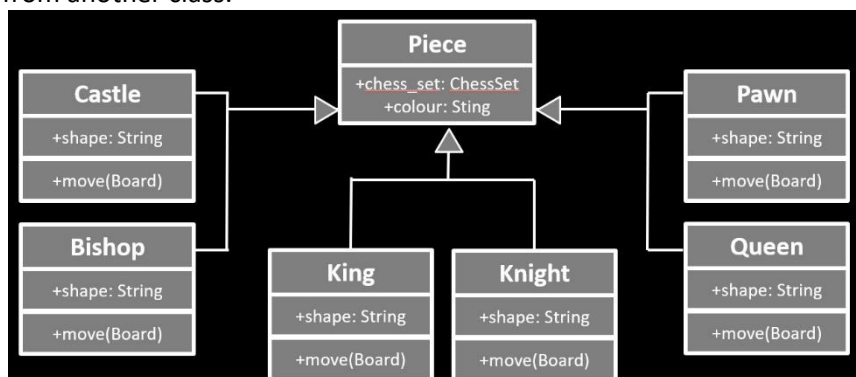 from another class.
Piece
+chess_set: ChessSet
+colour: Sting
Castle
+shape: String
+move(Board)
Bishop
+shape: String
+move(Board)
King
+shape: String
+move(Board)
Knight
+shape: String
+move(Board)
Pawn
+shape: String
+move(Board)
Queen
+shape: String
+move(Board)